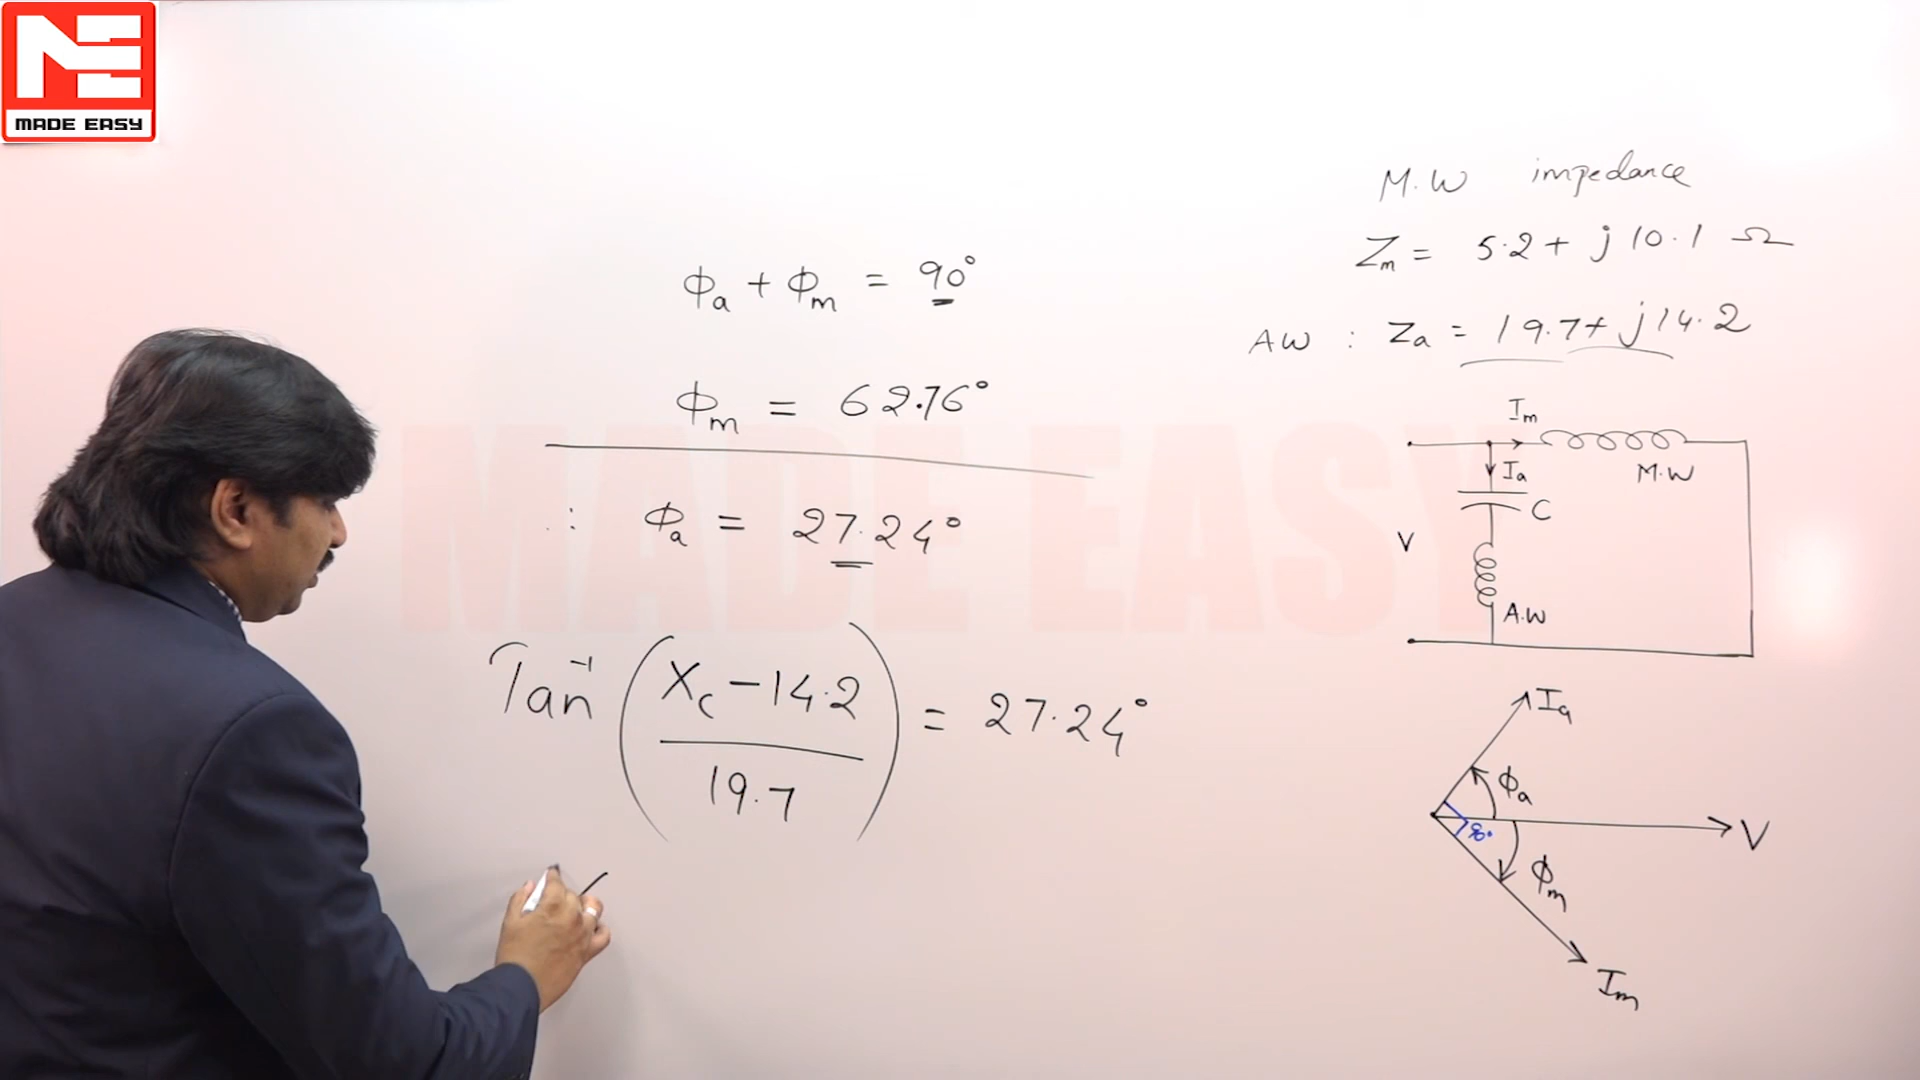 MADE EASY
M.W impedance
Zm = 5.2 + j 10.1 Ω
AW : Za = 19.7 + j 14.2
ϕa + ϕm = 90°
ϕm = 62.76°
∴ ϕa = 27.24°
Tan⁻¹ ( (Xc − 14.2) / 19.7 ) = 27.24°
Im
M.W
Ia
C
V
A.W
Ia
ϕa
90°
V
ϕm
Im
MADE EASY